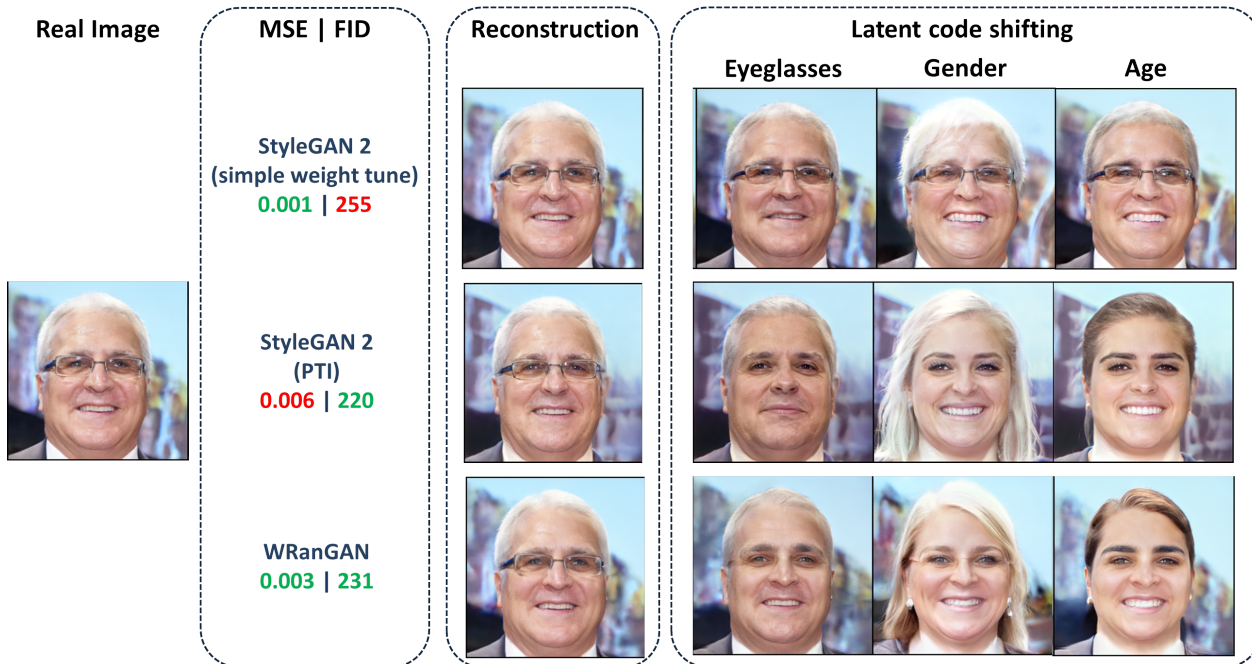 Real Image
MSE | FID
Reconstruction
Latent code shifting
Eyeglasses
Gender
Age
StyleGAN 2
(simple weight tune)
0.001 | 255
StyleGAN 2
(PTI)
0.006 | 220
WRanGAN
0.003 | 231